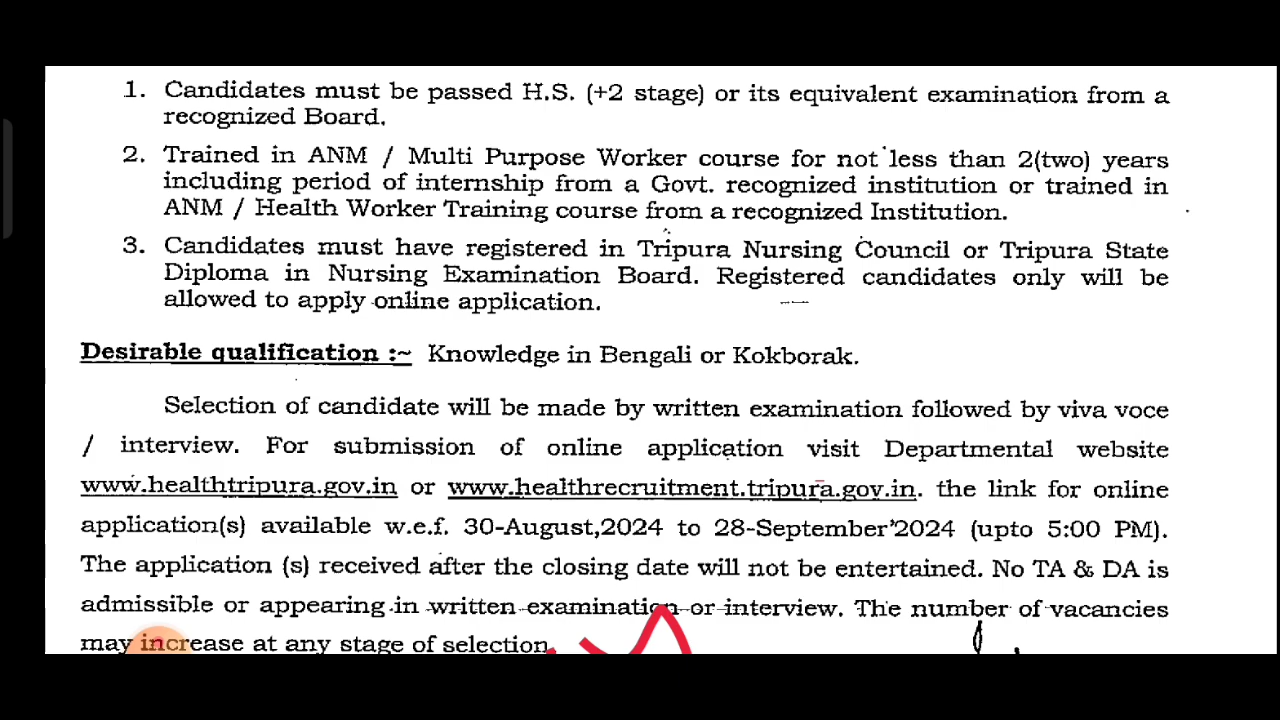 1. Candidates must be passed H.S. (+2 stage) or its equivalent examination from a
recognized Board.
2. Trained in ANM / Multi Purpose Worker course for not less than 2(two) years
including period of internship from a Govt. recognized institution or trained in
ANM / Health Worker Training course from a recognized Institution.
3. Candidates must have registered in Tripura Nursing Council or Tripura State
Diploma in Nursing Examination Board. Registered candidates only will be
allowed to apply online application.
Desirable qualification :~ Knowledge in Bengali or Kokborak.
Selection of candidate will be made by written examination followed by viva voce
/ interview. For submission of online application visit Departmental website
www.healthtripura.gov.in or www.healthrecruitment.tripura.gov.in. the link for online
application(s) available w.e.f. 30-August,2024 to 28-September'2024 (upto 5:00 PM).
The application (s) received after the closing date will not be entertained. No TA & DA is
admissible or appearing in written examination or interview. The number of vacancies
may increase at any stage of selection.